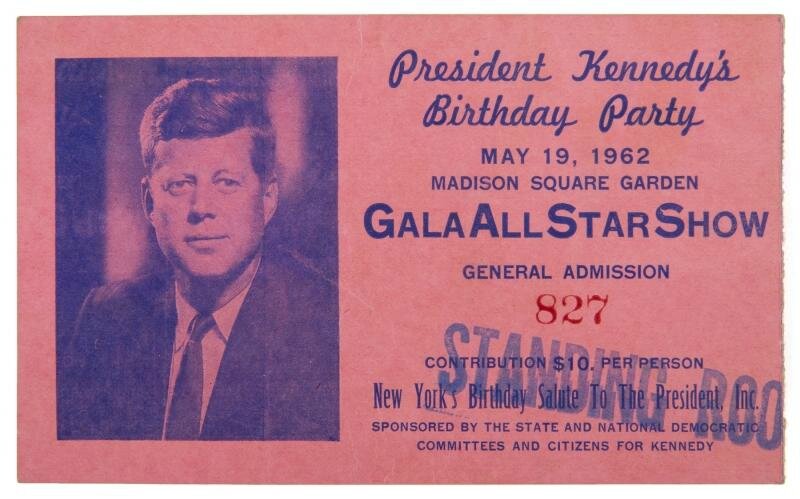 President Kennedy's
Birthday Party
MAY 19, 1962
MADISON SQUARE GARDEN
GALA ALL STAR SHOW
GENERAL ADMISSION
827
CONTRIBUTION $10. PER PERSON
STANDING ROO
New York's Birthday Salute To The President, Inc.
SPONSORED BY THE STATE AND NATIONAL DEMOCRATIC
COMMITTEES AND CITIZENS FOR KENNEDY